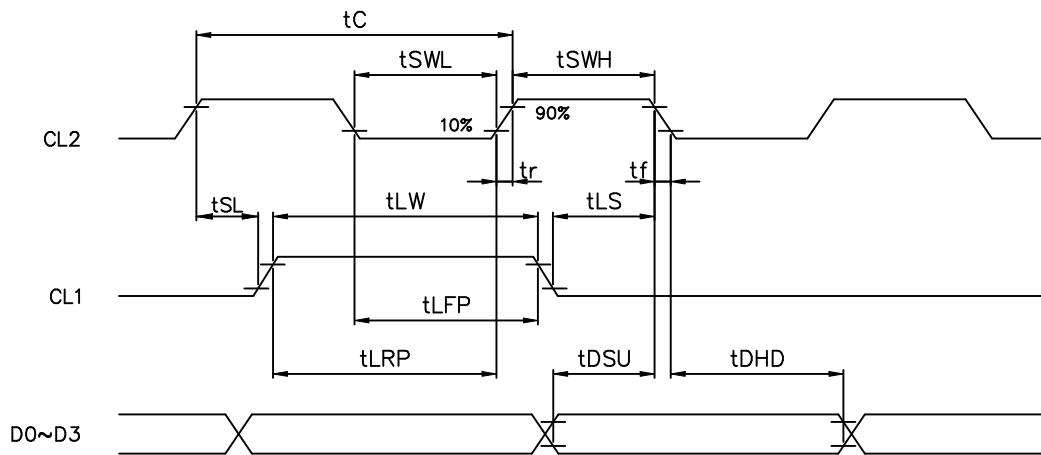 tC
tSWL
tSWH
CL2
10%
90%
tr
tf
tSL
tLW
tLS
CL1
tLFP
tLRP
tDSU
tDHD
D0~D3